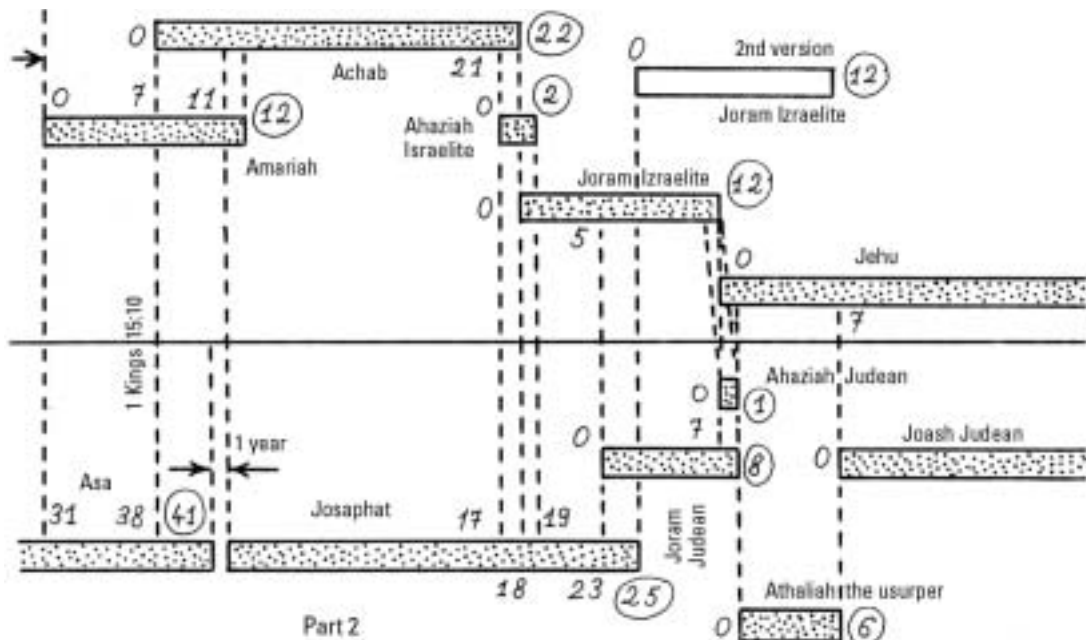 0
22
0
2nd version
Achab
21
12
0
7
11
12
0
2
Joram Izraelite
Ahaziah
Israelite
Amariah
Joram Izraelite
12
0
5
0
Jehu
7
1 Kings 15:10
Ahaziah Judean
0
1
7
0
1 year
Joash Judean
8
0
Asa
31
38
41
Josaphat
17
19
Joram
Judean
18
23
25
Athaliah the usurper
0
6
Part 2